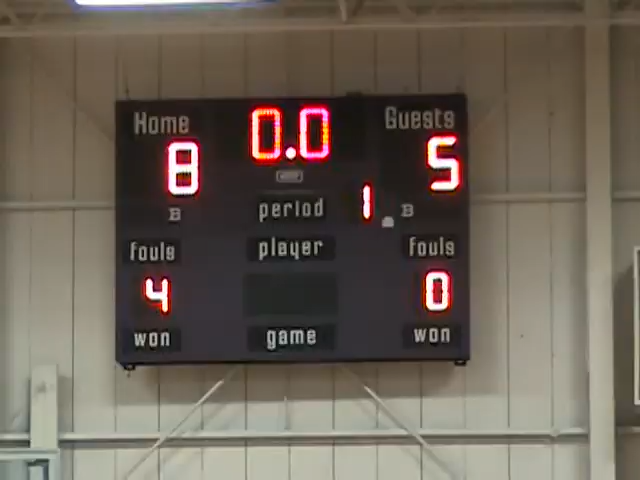 Home 0.0 Guests
8 5
B period 1 B
fouls player fouls
4 0
won game won